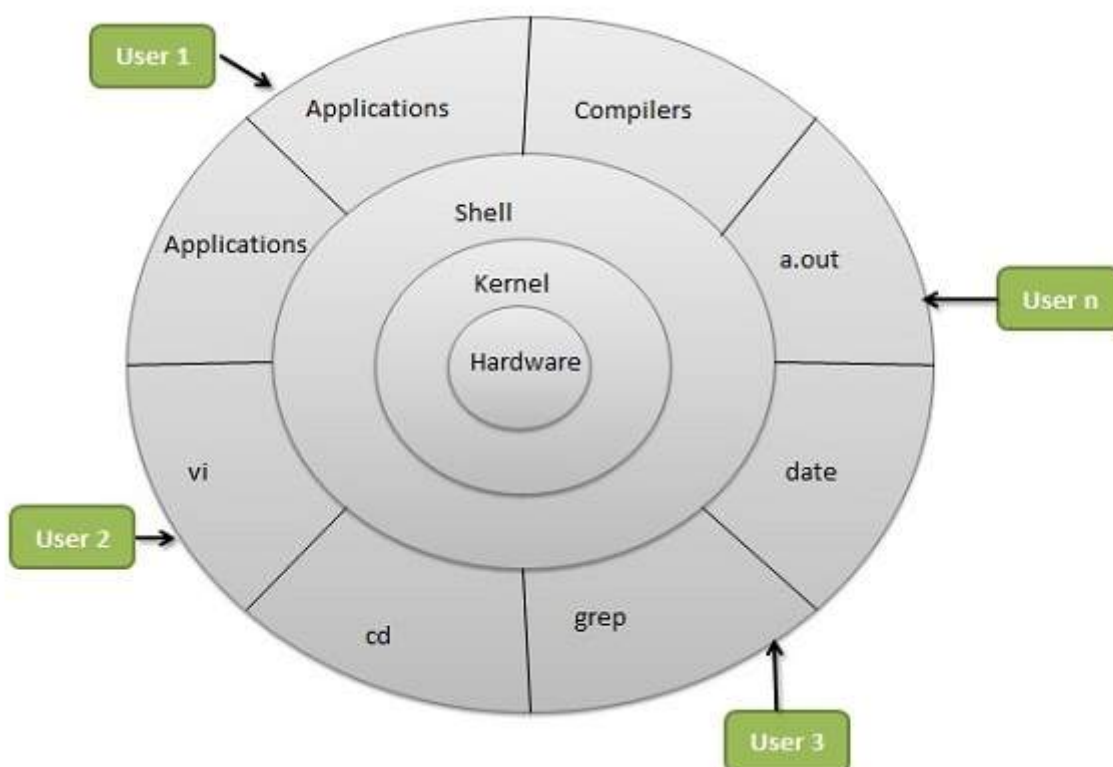 User 1
Applications
Compilers
Shell
Applications
a.out
Kernel
User n
Hardware
vi
date
User 2
grep
cd
User 3